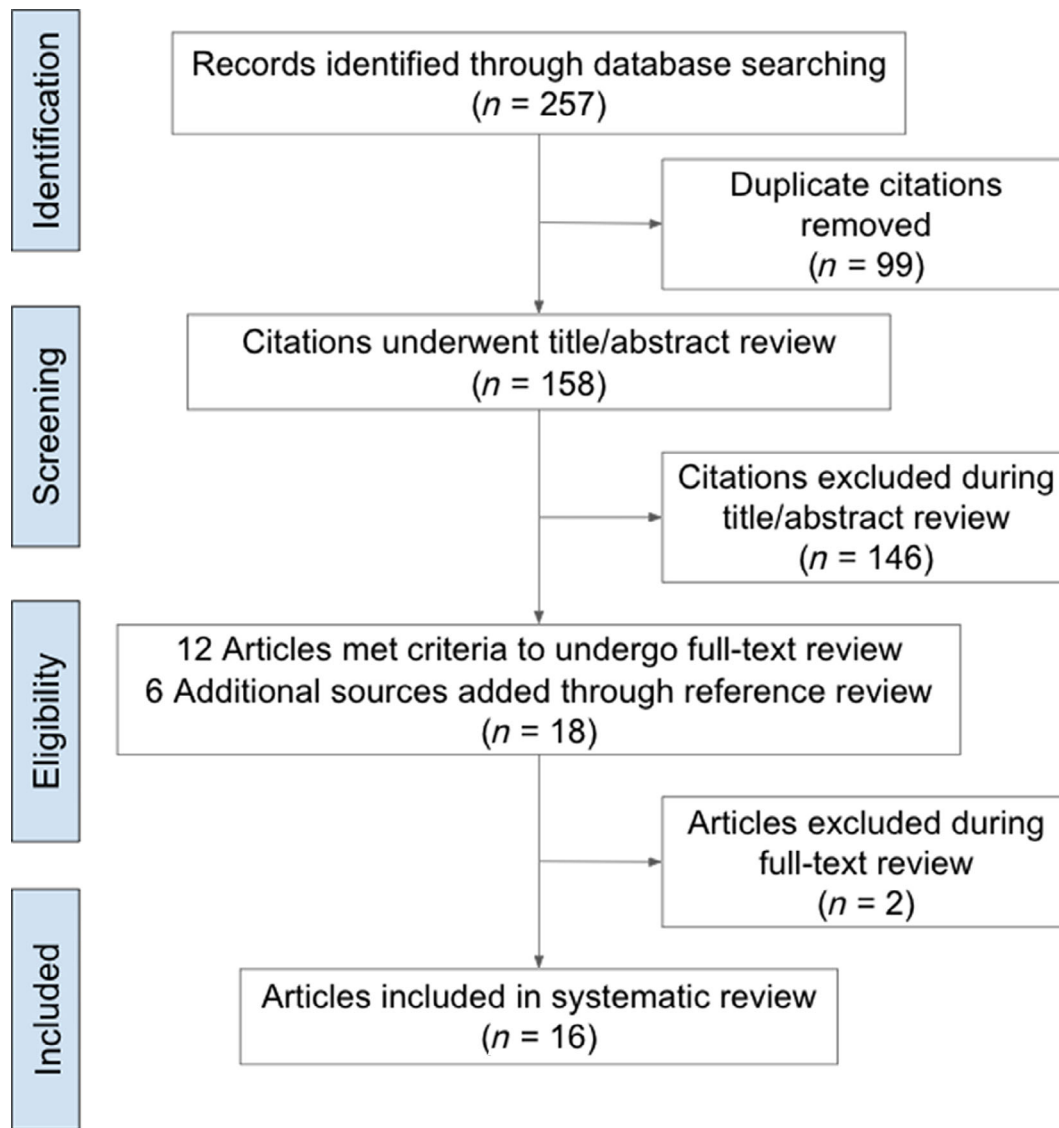 Identification
Records identified through database searching
(n = 257)
Duplicate citations
removed
(n = 99)
Screening
Citations underwent title/abstract review
(n = 158)
Citations excluded during
title/abstract review
(n = 146)
Eligibility
12 Articles met criteria to undergo full-text review
6 Additional sources added through reference review
(n = 18)
Articles excluded during
full-text review
(n = 2)
Included
Articles included in systematic review
(n = 16)